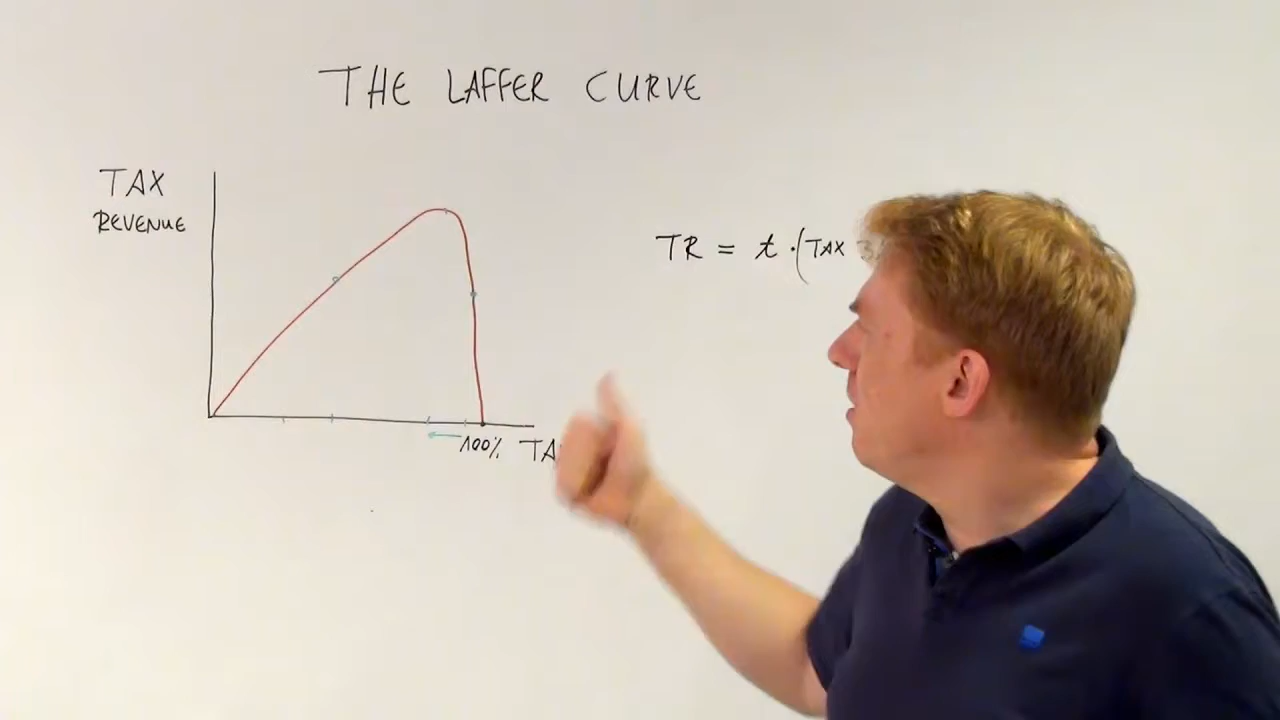 THE LAFFER CURVE
TAX
REVENUE
TR = t · (TAX
100%